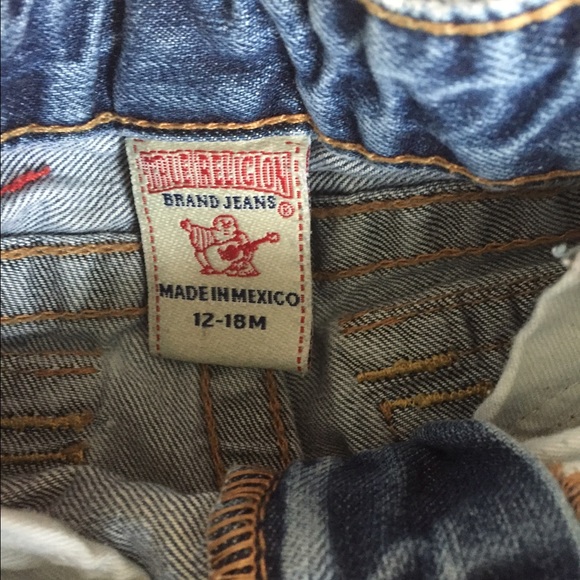 TRUE RELIGION
BRAND JEANS®
MADE IN MEXICO
12-18M